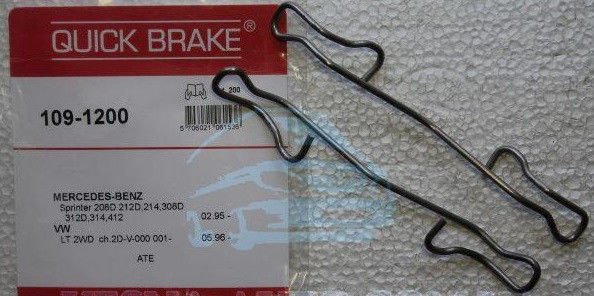 QUICK BRAKE®
200
109-1200
5 706021 061536
MERCEDES-BENZ
Sprinter 208D 212D,214,308D
312D,314,412 02.95 -
VW
LT 2WD ch.2D-V-000 001- 05.96 -
ATE